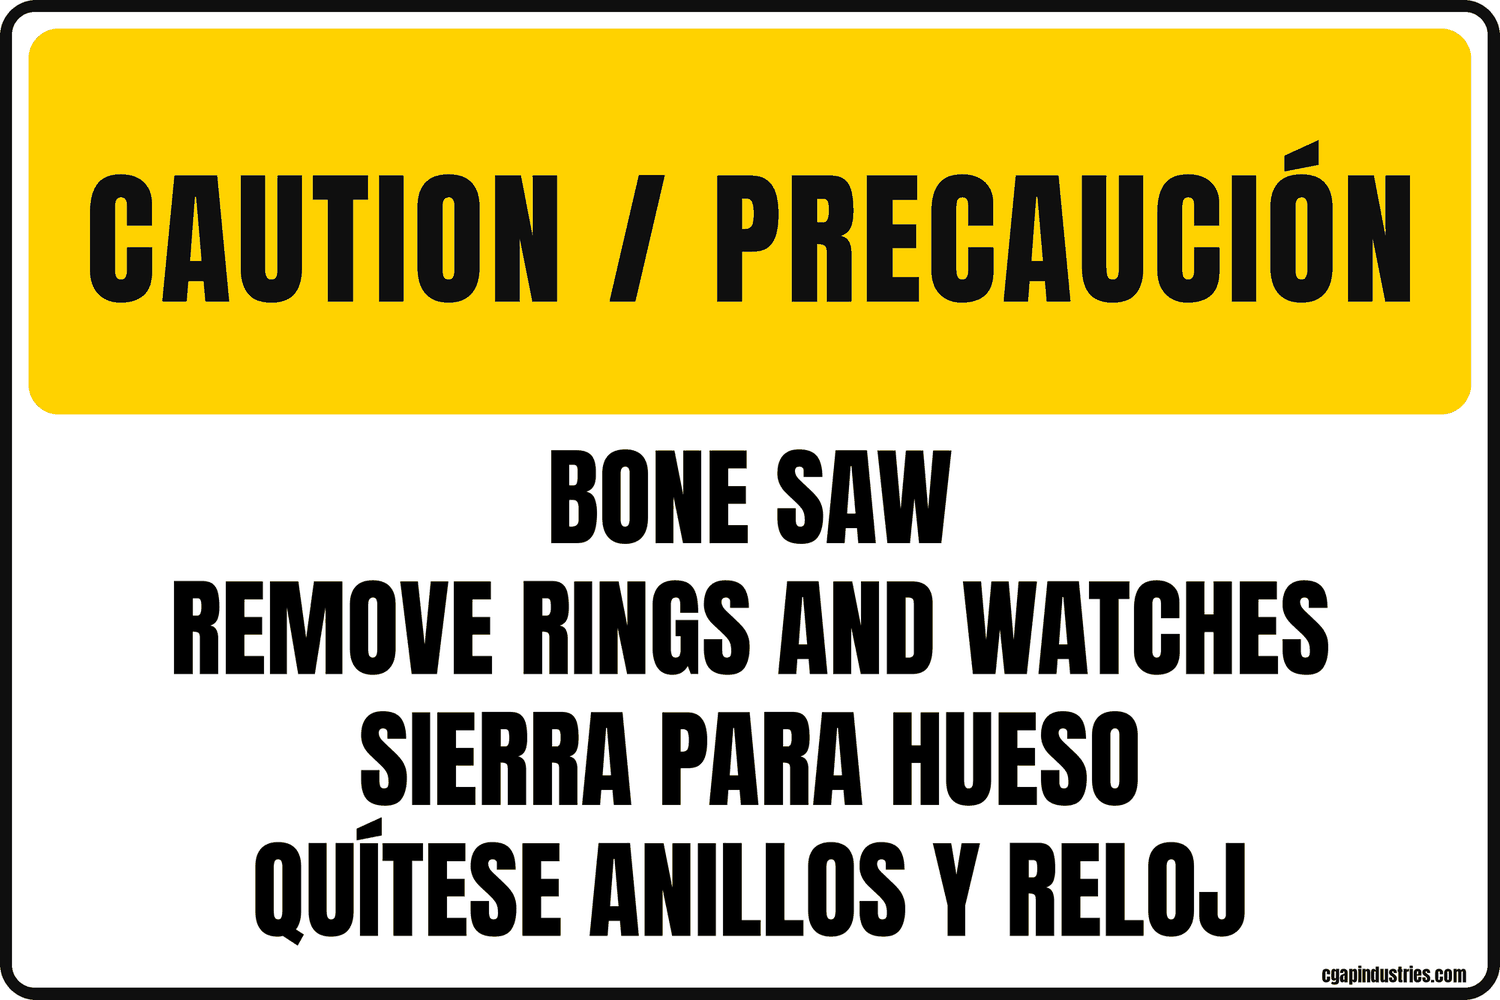 CAUTION / PRECAUCIÓN
BONE SAW
REMOVE RINGS AND WATCHES
SIERRA PARA HUESO
QUÍTESE ANILLOS Y RELOJ
cgapindustries.com